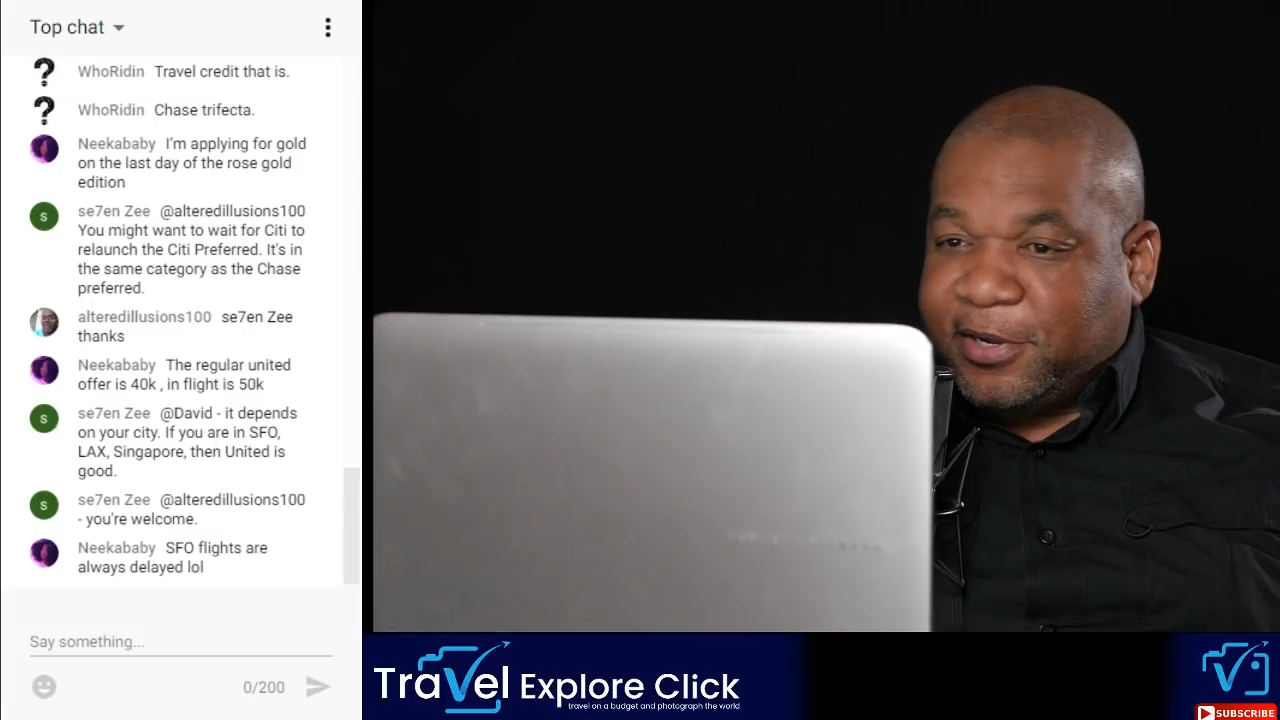 Top chat
WhoRidin Travel credit that is.
WhoRidin Chase trifecta.
Neekababy I'm applying for gold
on the last day of the rose gold
edition
se7en Zee @alteredillusions100
You might want to wait for Citi to
relaunch the Citi Preferred. It's in
the same category as the Chase
preferred.
alteredillusions100 se7en Zee
thanks
Neekababy The regular united
offer is 40k , in flight is 50k
se7en Zee @David - it depends
on your city. If you are in SFO,
LAX, Singapore, then United is
good.
se7en Zee @alteredillusions100
- you're welcome.
Neekababy SFO flights are
always delayed lol
Say something...
0/200
Travel Explore Click
travel on a budget and photograph the world
SUBSCRIBE